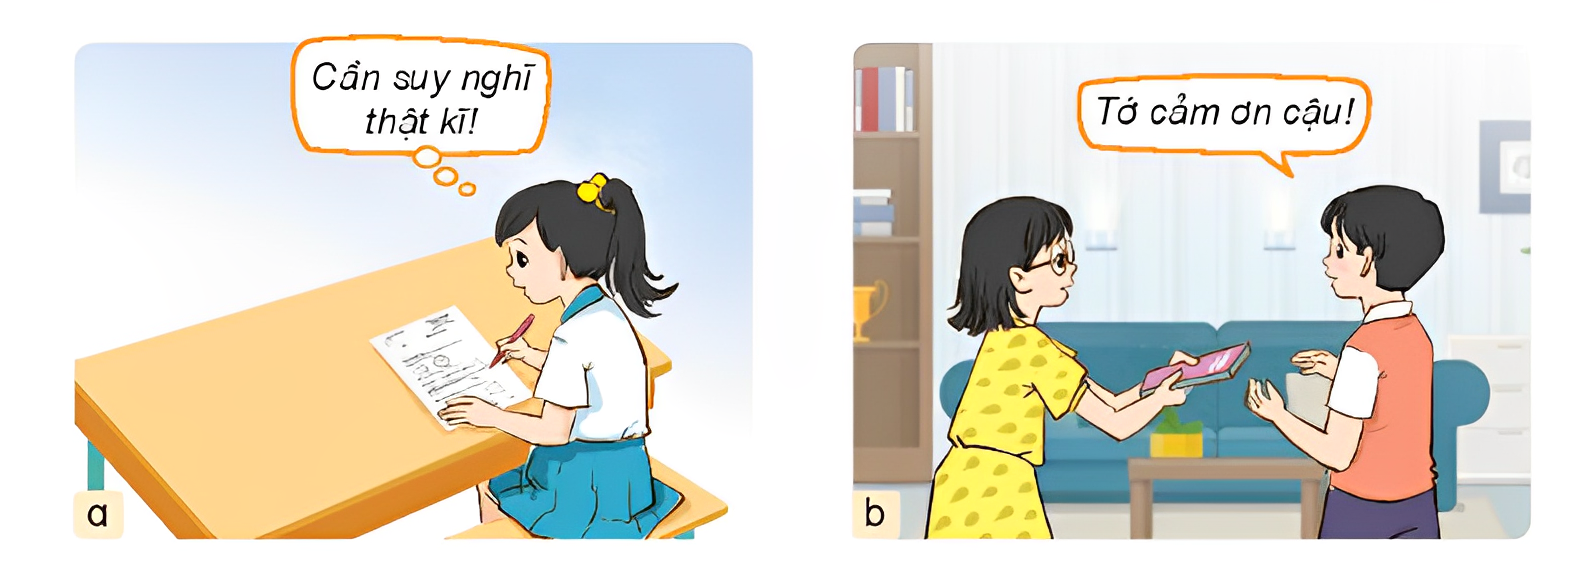 Cần suy nghĩ
thật kĩ!
a
Tớ cảm ơn cậu!
b